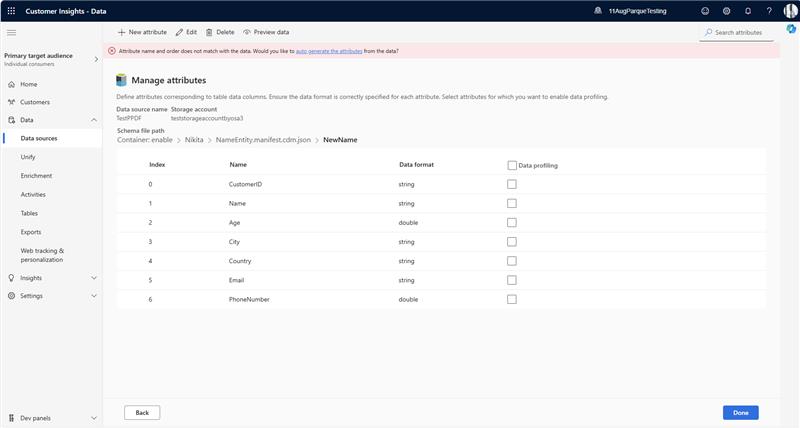 Customer Insights - Data
11AugParqueTesting
New attribute Edit Delete Preview data Search attributes
Primary target audience
Individual consumers
Attribute name and order does not match with the data. Would you like to auto generate the attributes from the data?
Home
Customers
Data
Data sources
Unify
Enrichment
Activities
Tables
Exports
Web tracking &
personalization
Insights
Settings
Dev panels
Manage attributes
Define attributes corresponding to table data columns. Ensure the data format is correctly specified for each attribute. Select attributes for which you want to enable data profiling.
Data source name Storage account
TestPPDF teststorageaccountbyosa3
Schema file path
Container: enable > Nikita > NameEntity.manifest.cdm.json > NewName
Index Name Data format Data profiling
0 CustomerID string
1 Name string
2 Age double
3 City string
4 Country string
5 Email string
6 PhoneNumber double
Back Done